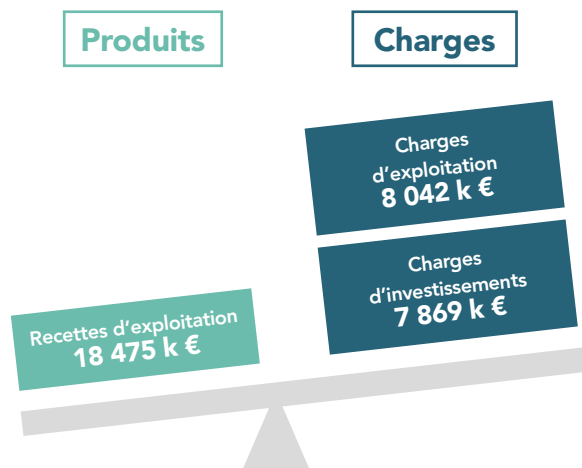 Produits
Charges
Charges
d'exploitation
8 042 k €
Charges
d'investissements
7 869 k €
Recettes d'exploitation
18 475 k €